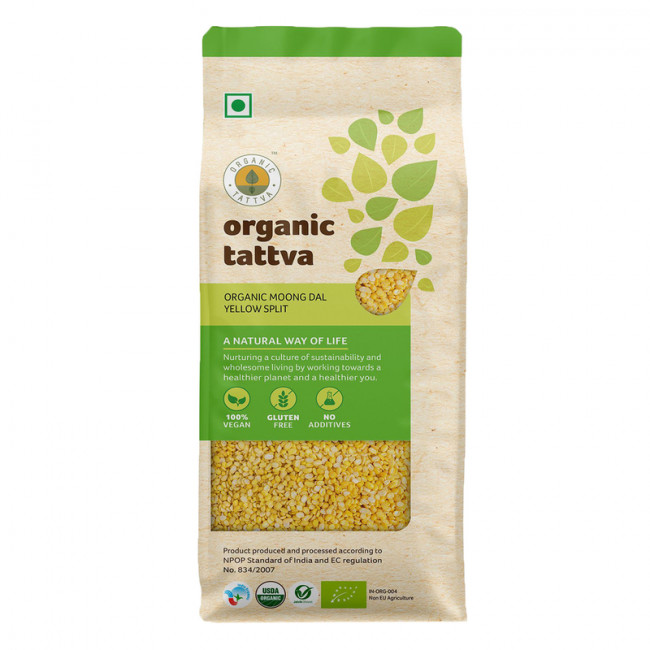 ORGANIC
TATTVA
™
organic
tattva
ORGANIC MOONG DAL
YELLOW SPLIT
A NATURAL WAY OF LIFE
Nurturing a culture of sustainability and
wholesome living by working towards a
healthier planet and a healthier you.
100%
VEGAN
GLUTEN
FREE
NO
ADDITIVES
Product produced and processed according to
NPOP Standard of India and EC regulation
No. 834/2007
USDA
ORGANIC
IN-ORG-004
Non EU Agriculture